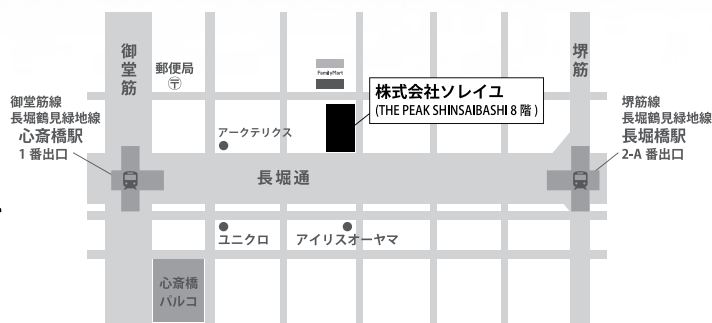 御堂筋
郵便局
〒
FamilyMart
堺筋
株式会社ソレイユ
(THE PEAK SHINSAIBASHI 8 階 )
御堂筋線
長堀鶴見緑地線
心斎橋駅
1 番出口
アークテリクス
堺筋線
長堀鶴見緑地線
長堀橋駅
2-A 番出口
長堀通
ユニクロ
アイリスオーヤマ
心斎橋
パルコ